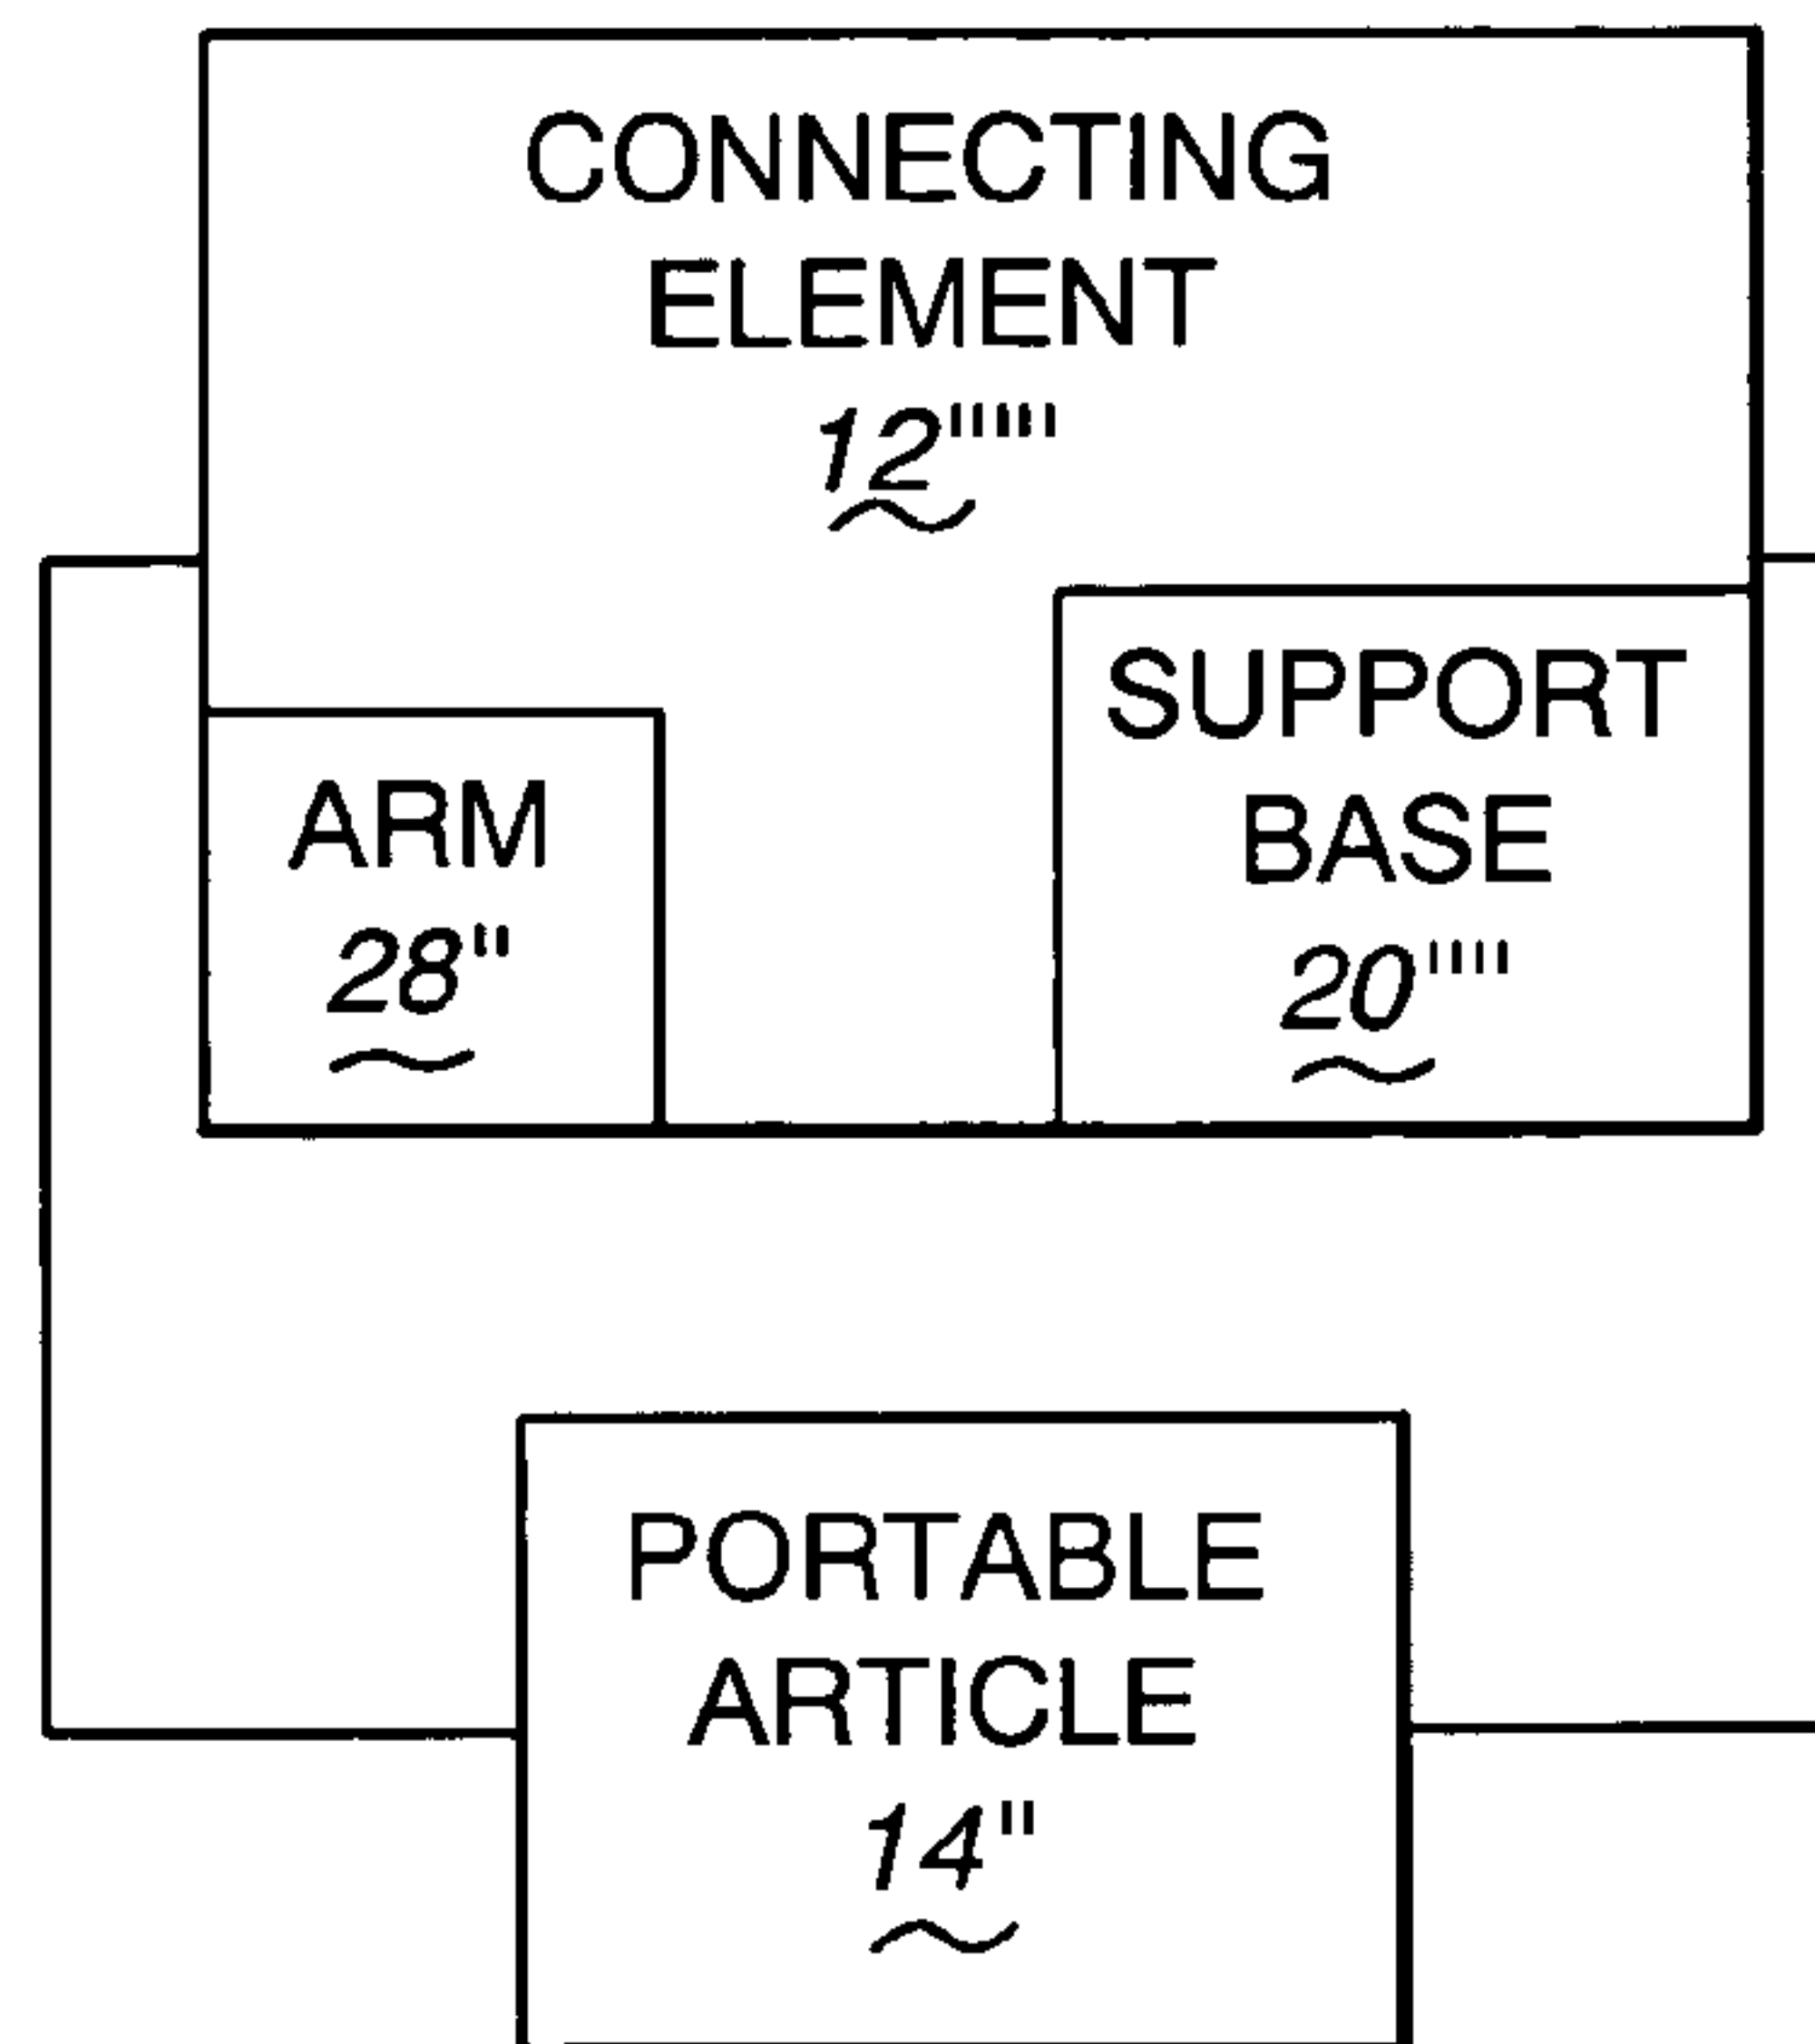 CONNECTING
ELEMENT
12'''''
ARM
28''
SUPPORT
BASE
20''''
PORTABLE
ARTICLE
14''